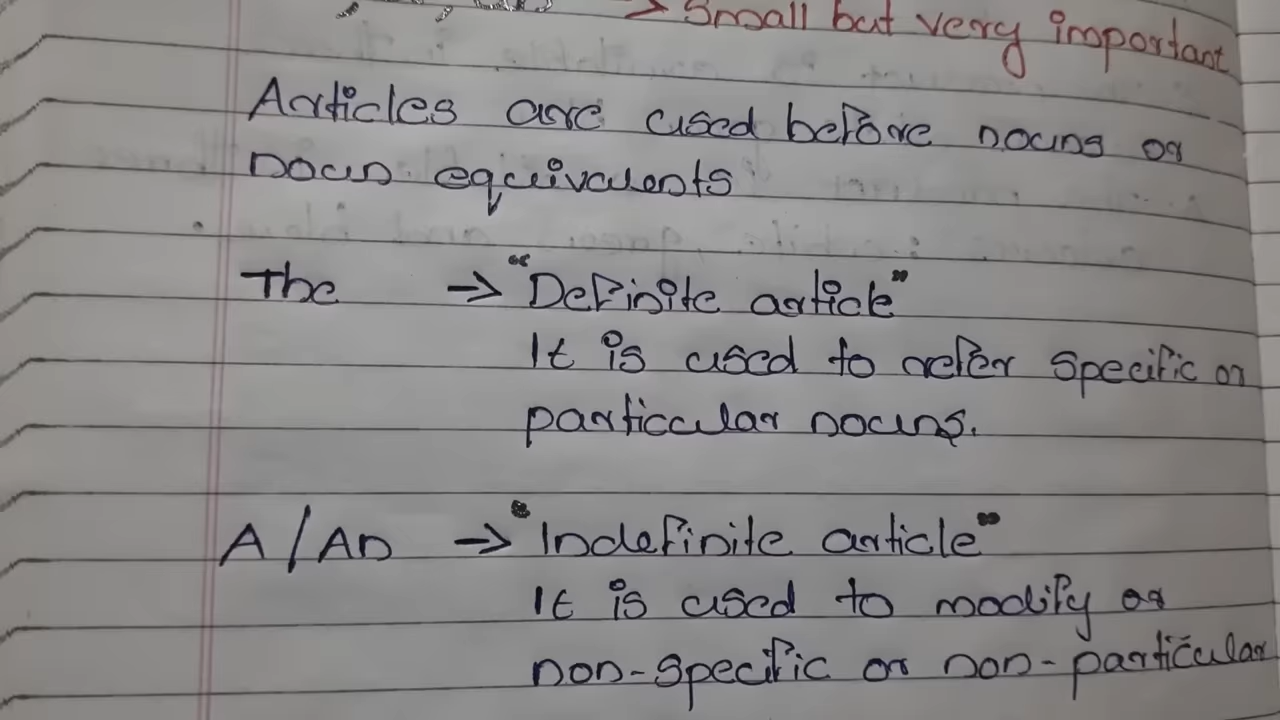 → Small but very important
Articles are used before nouns or
noun equivalents
The → "Definite article"
It is used to refer specific or
particular nouns.
A/An → "Indefinite article"
It is used to modify or
non-specific or non-particular